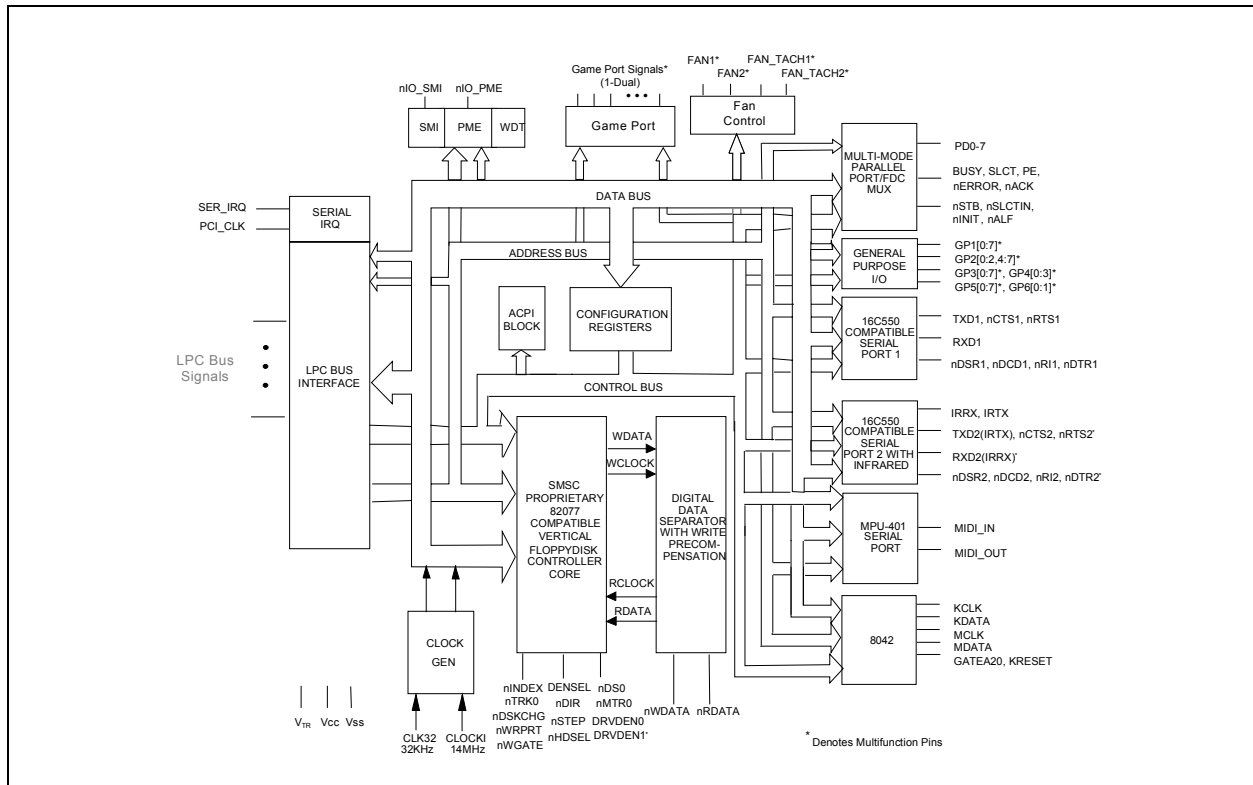 FAN1*
FAN2*
FAN_TACH1*
FAN_TACH2*
Game Port Signals*
(1-Dual)
nIO_SMI
nIO_PME
SMI
PME
WDT
Game Port
Fan
Control
MULTI-MODE
PARALLEL
PORT/FDC
MUX
PD0-7
BUSY, SLCT, PE,
nERROR, nACK
nSTB, nSLCTIN,
nINIT, nALF
DATA BUS
SER_IRQ
PCI_CLK
SERIAL
IRQ
ADDRESS BUS
GENERAL
PURPOSE
I/O
GP1[0:7]*
GP2[0:2,4:7]*
GP3[0:7]*, GP4[0:3]*
GP5[0:7]*, GP6[0:1]*
ACPI
BLOCK
CONFIGURATION
REGISTERS
16C550
COMPATIBLE
SERIAL
PORT 1
TXD1, nCTS1, nRTS1
RXD1
nDSR1, nDCD1, nRI1, nDTR1
LPC Bus
Signals
LPC BUS
INTERFACE
CONTROL BUS
16C550
COMPATIBLE
SERIAL
PORT 2 WITH
INFRARED
IRRX, IRTX
TXD2(IRTX), nCTS2, nRTS2*
RXD2(IRRX)*
nDSR2, nDCD2, nRI2, nDTR2*
SMSC
PROPRIETARY
82077
COMPATIBLE
VERTICAL
FLOPPYDISK
CONTROLLER
CORE
WDATA
WCLOCK
RCLOCK
RDATA
DIGITAL
DATA
SEPARATOR
WITH WRITE
PRECOM-
PENSATION
MPU-401
SERIAL
PORT
MIDI_IN
MIDI_OUT
8042
KCLK
KDATA
MCLK
MDATA
GATEA20, KRESET
CLOCK
GEN
VTR
Vcc
Vss
CLK32
32KHz
CLOCKI
14MHz
nINDEX
nTRK0
nDSKCHG
nWRPRT
nWGATE
DENSEL
nDIR
nSTEP
nHDSEL
nDS0
nMTR0
DRVDEN0
DRVDEN1*
nWDATA
nRDATA
* Denotes Multifunction Pins